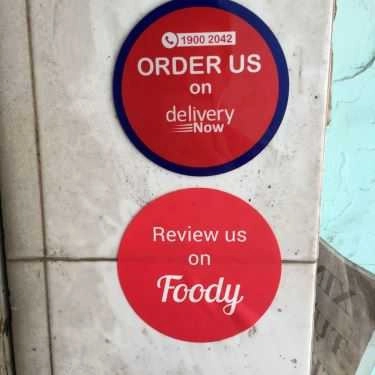 1900 2042
ORDER US
on
delivery
Now
Review us
on
Foody